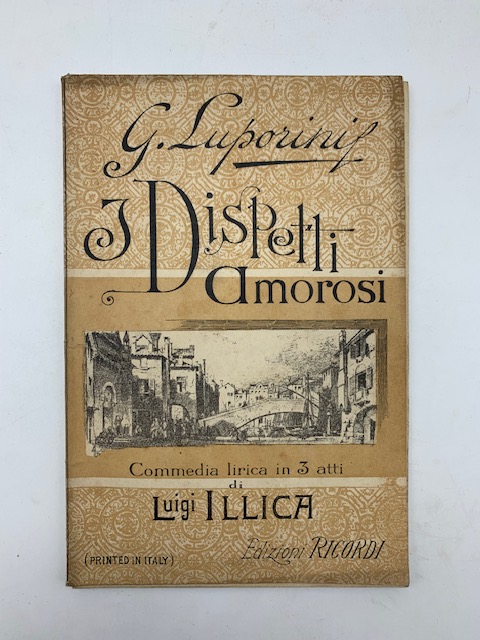 G. Luporini
I Dispetti
amorosi
Commedia lirica in 3 atti
di
Luigi ILLICA
Edizioni RICORDI
(PRINTED IN ITALY)